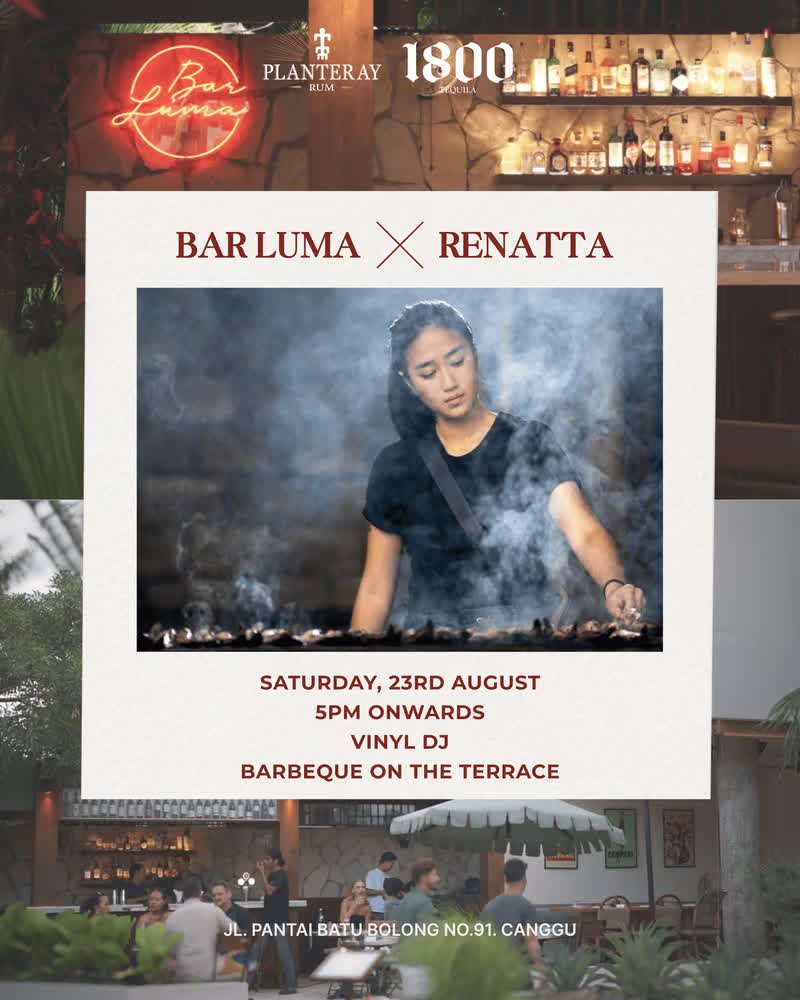 Bar
Luma
PLANTERAY
RUM
1800
TEQUILA
BAR LUMA X RENATTA
SATURDAY, 23RD AUGUST
5PM ONWARDS
VINYL DJ
BARBEQUE ON THE TERRACE
CAMPARI
JL. PANTAI BATU BOLONG NO.91. CANGGU